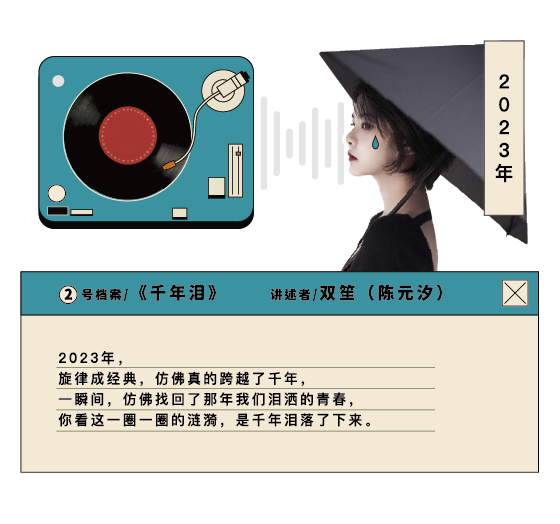 2023年
②号档案/《千年泪》 讲述者/双笙（陈元汐）
2023年，
旋律成经典，仿佛真的跨越了千年，
一瞬间，仿佛找回了那年我们泪洒的青春，
你看这一圈一圈的涟漪，是千年泪落了下来。